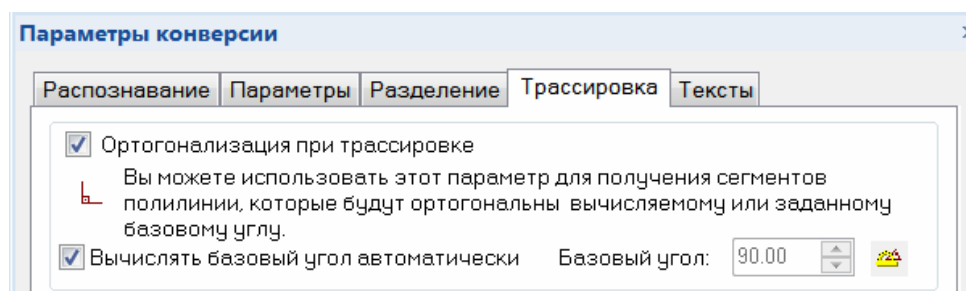 Параметры конверсии
Распознавание Параметры Разделение Трассировка Тексты
Ортогонализация при трассировке
Вы можете использовать этот параметр для получения сегментов
полилинии, которые будут ортогональны вычисляемому или заданному
базовому углу.
Вычислять базовый угол автоматически Базовый угол: 90.00